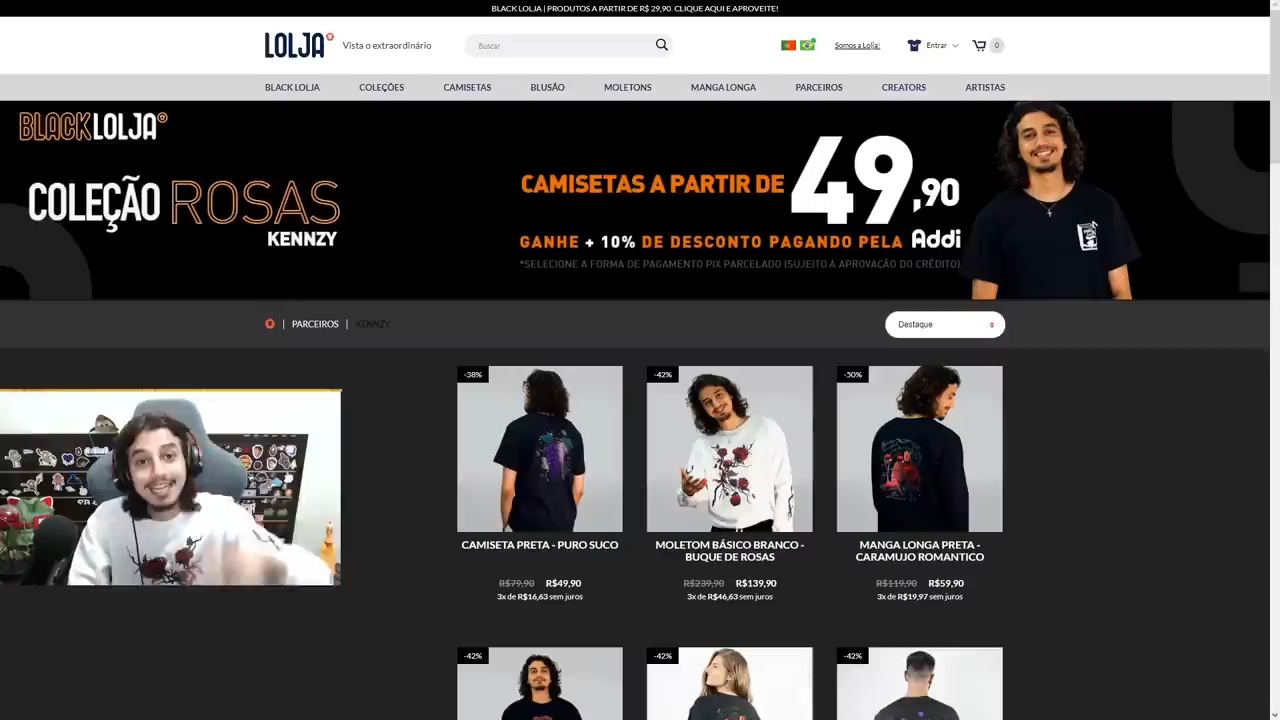 BLACK LOLJA | PRODUTOS A PARTIR DE R$ 29,90. CLIQUE AQUI E APROVEITE!
LOLJA
Vista o extraordinário
Buscar
Somos a Lolja!
Entrar
0
BLACK LOLJA
COLEÇÕES
CAMISETAS
BLUSÃO
MOLETONS
MANGA LONGA
PARCEIROS
CREATORS
ARTISTAS
BLACKLOLJA
COLEÇÃO ROSAS
KENNZY
CAMISETAS A PARTIR DE 49,90
GANHE + 10% DE DESCONTO PAGANDO PELA Addi
*SELECIONE A FORMA DE PAGAMENTO PIX PARCELADO (SUJEITO À APROVAÇÃO DO CRÉDITO)
| PARCEIROS | KENNZY
Destaque
-38%
-42%
-50%
CAMISETA PRETA - PURO SUCO
R$79,90 R$49,90
3x de R$16,63 sem juros
MOLETOM BÁSICO BRANCO -
BUQUE DE ROSAS
R$239,90 R$139,90
3x de R$46,63 sem juros
MANGA LONGA PRETA -
CARAMUJO ROMANTICO
R$119,90 R$59,90
3x de R$19,97 sem juros
-42%
-42%
-42%